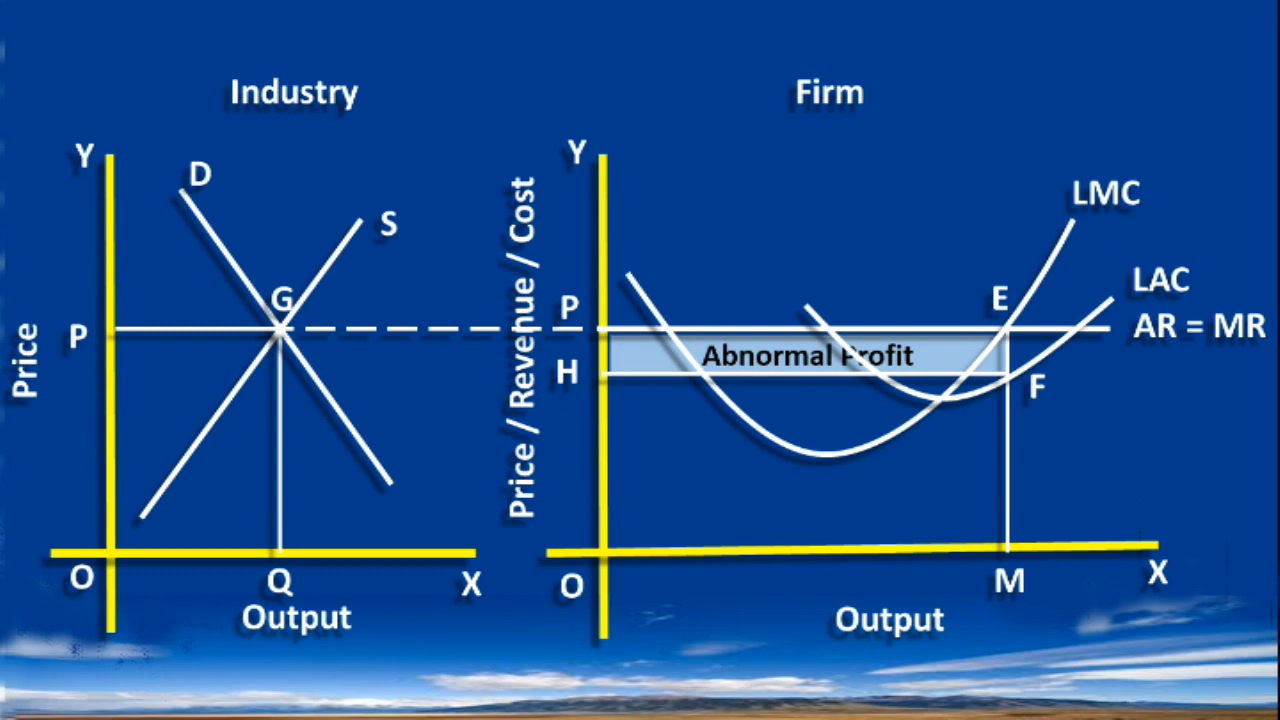 Industry
Firm
Y
D
S
G
P
Price
O
Q
X
Output
Y
Price / Revenue / Cost
LMC
LAC
E
P
AR = MR
Abnormal Profit
H
F
O
M
X
Output